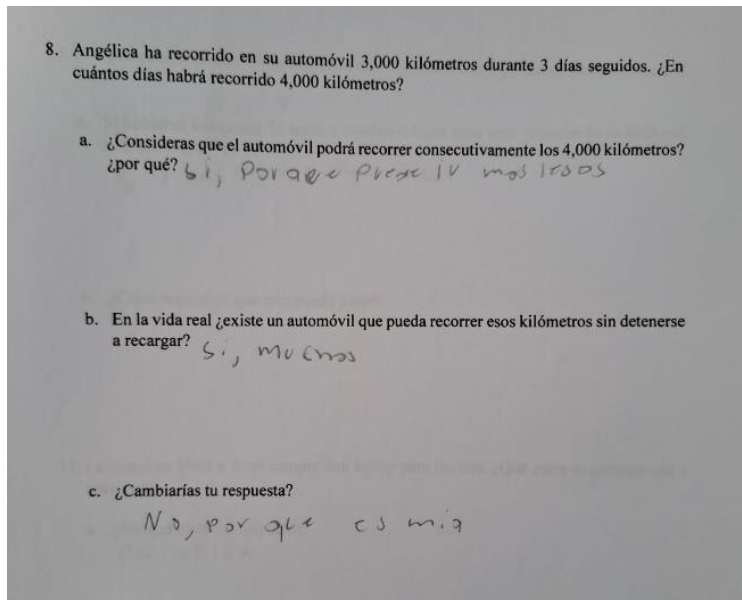 8. Angélica ha recorrido en su automóvil 3,000 kilómetros durante 3 días seguidos. ¿En
cuántos días habrá recorrido 4,000 kilómetros?
a. ¿Consideras que el automóvil podrá recorrer consecutivamente los 4,000 kilómetros?
¿por qué? Si, Por que Puede ir mas
b. En la vida real ¿existe un automóvil que pueda recorrer esos kilómetros sin detenerse
a recargar? Si, muchos
c. ¿Cambiarías tu respuesta?
No, por que es mia